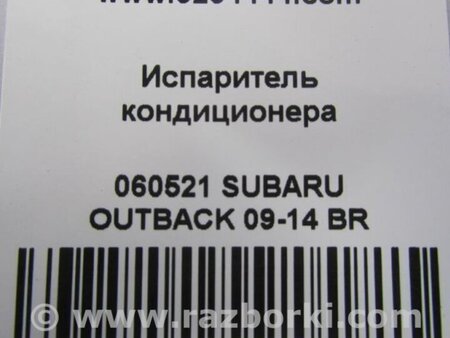 Испаритель
кондиционера
060521 SUBARU
OUTBACK 09-14 BR
© www.razborki.com